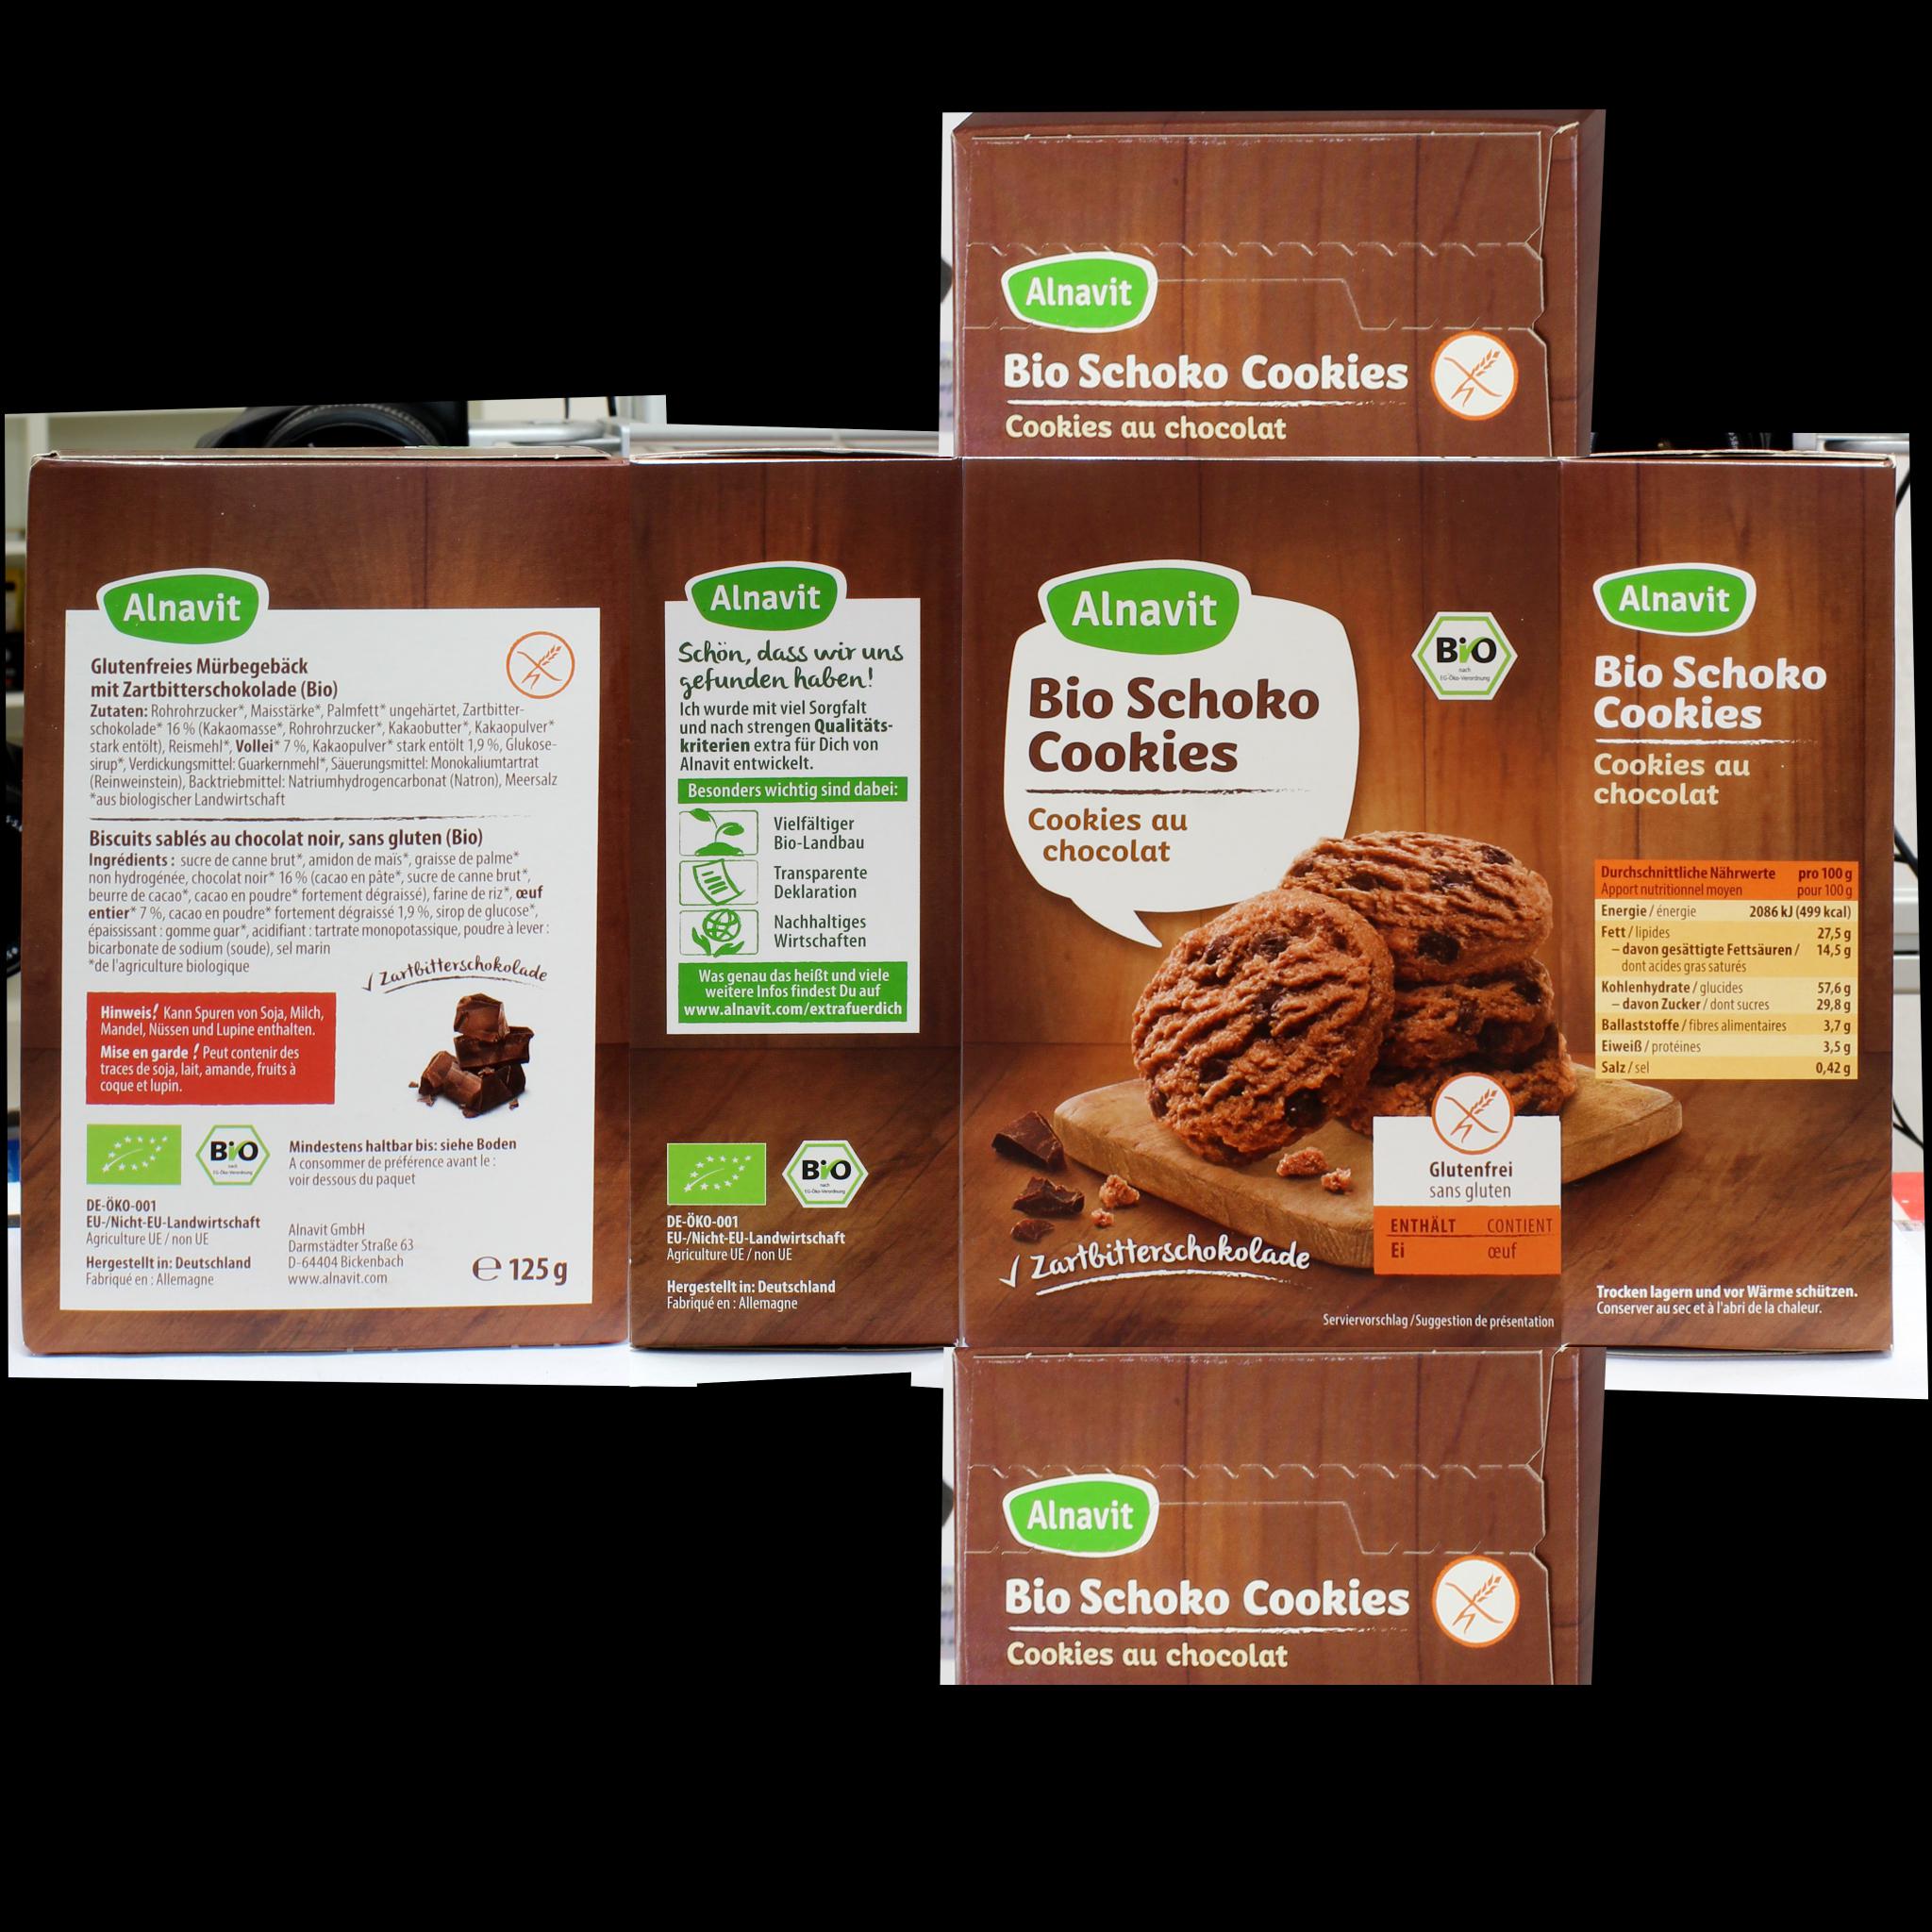 Alnavit
Bio Schoko Cookies
Cookies au chocolat
Alnavit
Glutenfreies Mürbegebäck
mit Zartbitterschokolade (Bio)
Zutaten: Rohrohrzucker*, Maisstärke*, Palmfett* ungehärtet, Zartbitter-
schokolade* 16 % (Kakaomasse*, Rohrohrzucker*, Kakaobutter*, Kakaopulver*
stark entölt), Reismehl*, Vollei* 7 %, Kakaopulver* stark entölt 1,9 %, Glukose-
sirup*, Verdickungsmittel: Guarkernmehl*, Säuerungsmittel: Monokaliumtartrat
(Reinweinstein), Backtriebmittel: Natriumhydrogencarbonat (Natron), Meersalz
*aus biologischer Landwirtschaft
Biscuits sablés au chocolat noir, sans gluten (Bio)
Ingrédients : sucre de canne brut*, amidon de maïs*, graisse de palme*
non hydrogénée, chocolat noir* 16 % (cacao en pâte*, sucre de canne brut*,
beurre de cacao*, cacao en poudre* fortement dégraissé), farine de riz*, œuf
entier* 7 %, cacao en poudre* fortement dégraissé 1,9 %, sirop de glucose*,
épaississant : gomme guar*, acidifiant : tartrate monopotassique, poudre à lever :
bicarbonate de sodium (soude), sel marin
*de l'agriculture biologique
Zartbitterschokolade
Hinweis! Kann Spuren von Soja, Milch,
Mandel, Nüssen und Lupine enthalten.
Mise en garde ! Peut contenir des
traces de soja, lait, amande, fruits à
coque et lupin.
BiO
nach
EG-Öko-Verordnung
Mindestens haltbar bis: siehe Boden
A consommer de préférence avant le :
voir dessous du paquet
DE-ÖKO-001
EU-/Nicht-EU-Landwirtschaft
Agriculture UE / non UE
Hergestellt in: Deutschland
Fabriqué en : Allemagne
Alnavit GmbH
Darmstädter Straße 63
D-64404 Bickenbach
www.alnavit.com
e 125 g
Alnavit
Schön, dass wir uns
gefunden haben!
Ich wurde mit viel Sorgfalt
und nach strengen Qualitäts-
kriterien extra für Dich von
Alnavit entwickelt.
Besonders wichtig sind dabei:
Vielfältiger
Bio-Landbau
Transparente
Deklaration
Nachhaltiges
Wirtschaften
Was genau das heißt und viele
weitere Infos findest Du auf
www.alnavit.com/extrafuerdich
BiO
nach
EG-Öko-Verordnung
DE-ÖKO-001
EU-/Nicht-EU-Landwirtschaft
Agriculture UE / non UE
Hergestellt in: Deutschland
Fabriqué en : Allemagne
Alnavit
Bio Schoko
Cookies
Cookies au
chocolat
BiO
nach
EG-Öko-Verordnung
Glutenfrei
sans gluten
ENTHÄLT CONTIENT
Ei œuf
Zartbitterschokolade
Serviervorschlag / Suggestion de présentation
Alnavit
Bio Schoko
Cookies
Cookies au
chocolat
Durchschnittliche Nährwerte pro 100 g
Apport nutritionnel moyen pour 100 g
Energie / énergie 2086 kJ (499 kcal)
Fett / lipides 27,5 g
– davon gesättigte Fettsäuren / 14,5 g
dont acides gras saturés
Kohlenhydrate / glucides 57,6 g
– davon Zucker / dont sucres 29,8 g
Ballaststoffe / fibres alimentaires 3,7 g
Eiweiß / protéines 3,5 g
Salz / sel 0,42 g
Trocken lagern und vor Wärme schützen.
Conserver au sec et à l'abri de la chaleur.
Alnavit
Bio Schoko Cookies
Cookies au chocolat